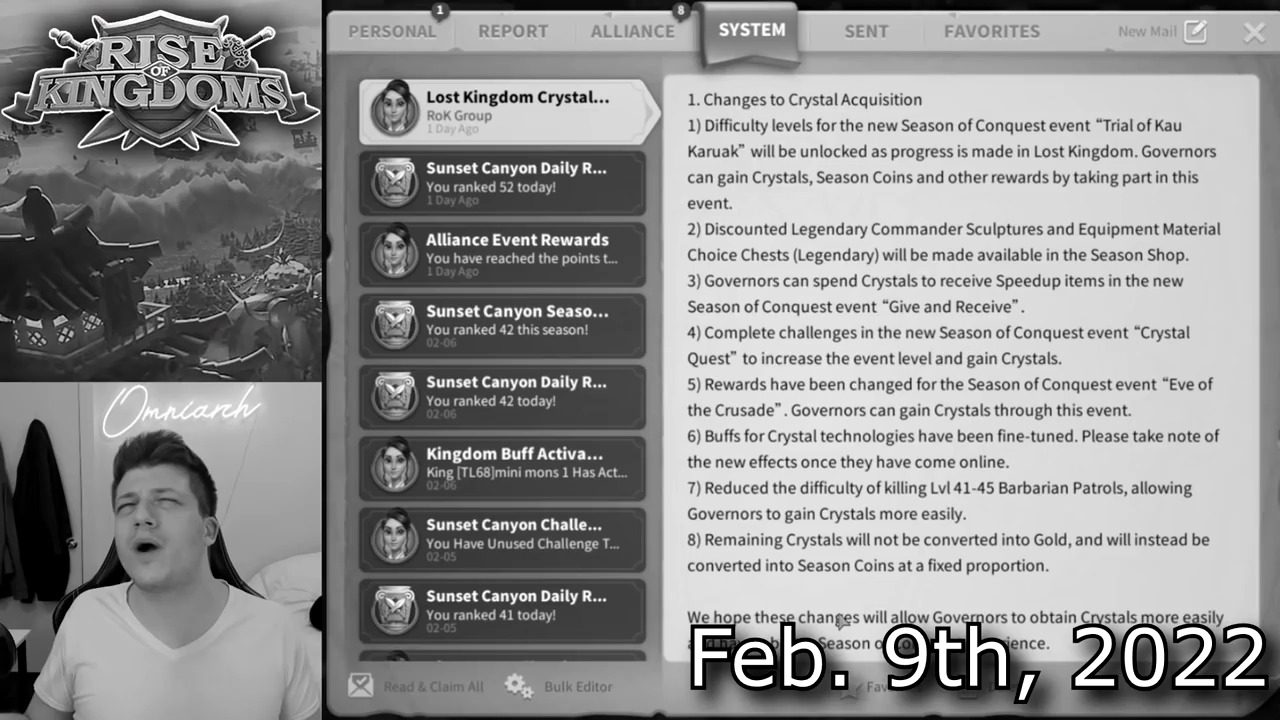 RISE
OF
KINGDOMS
Omniarch
1
8
PERSONAL
REPORT
ALLIANCE
SYSTEM
SENT
FAVORITES
New Mail
Lost Kingdom Crystal...
RoK Group
1 Day Ago
Sunset Canyon Daily R...
You ranked 52 today!
1 Day Ago
Alliance Event Rewards
You have reached the points t...
1 Day Ago
Sunset Canyon Seaso...
You ranked 42 this season!
02-06
Sunset Canyon Daily R...
You ranked 42 today!
02-06
Kingdom Buff Activa...
King [TL68]mini mons 1 Has Act...
02-06
Sunset Canyon Challe...
You Have Unused Challenge T...
02-05
Sunset Canyon Daily R...
You ranked 41 today!
02-05
Read & Claim All
Bulk Editor
1. Changes to Crystal Acquisition
1) Difficulty levels for the new Season of Conquest event “Trial of Kau
Karuak” will be unlocked as progress is made in Lost Kingdom. Governors
can gain Crystals, Season Coins and other rewards by taking part in this
event.
2) Discounted Legendary Commander Sculptures and Equipment Material
Choice Chests (Legendary) will be made available in the Season Shop.
3) Governors can spend Crystals to receive Speedup items in the new
Season of Conquest event “Give and Receive”.
4) Complete challenges in the new Season of Conquest event “Crystal
Quest” to increase the event level and gain Crystals.
5) Rewards have been changed for the Season of Conquest event “Eve of
the Crusade”. Governors can gain Crystals through this event.
6) Buffs for Crystal technologies have been fine-tuned. Please take note of
the new effects once they have come online.
7) Reduced the difficulty of killing Lvl 41-45 Barbarian Patrols, allowing
Governors to gain Crystals more easily.
8) Remaining Crystals will not be converted into Gold, and will instead be
converted into Season Coins at a fixed proportion.
We hope these changes will allow Governors to obtain Crystals more easily
Season
Feb. 9th, 2022